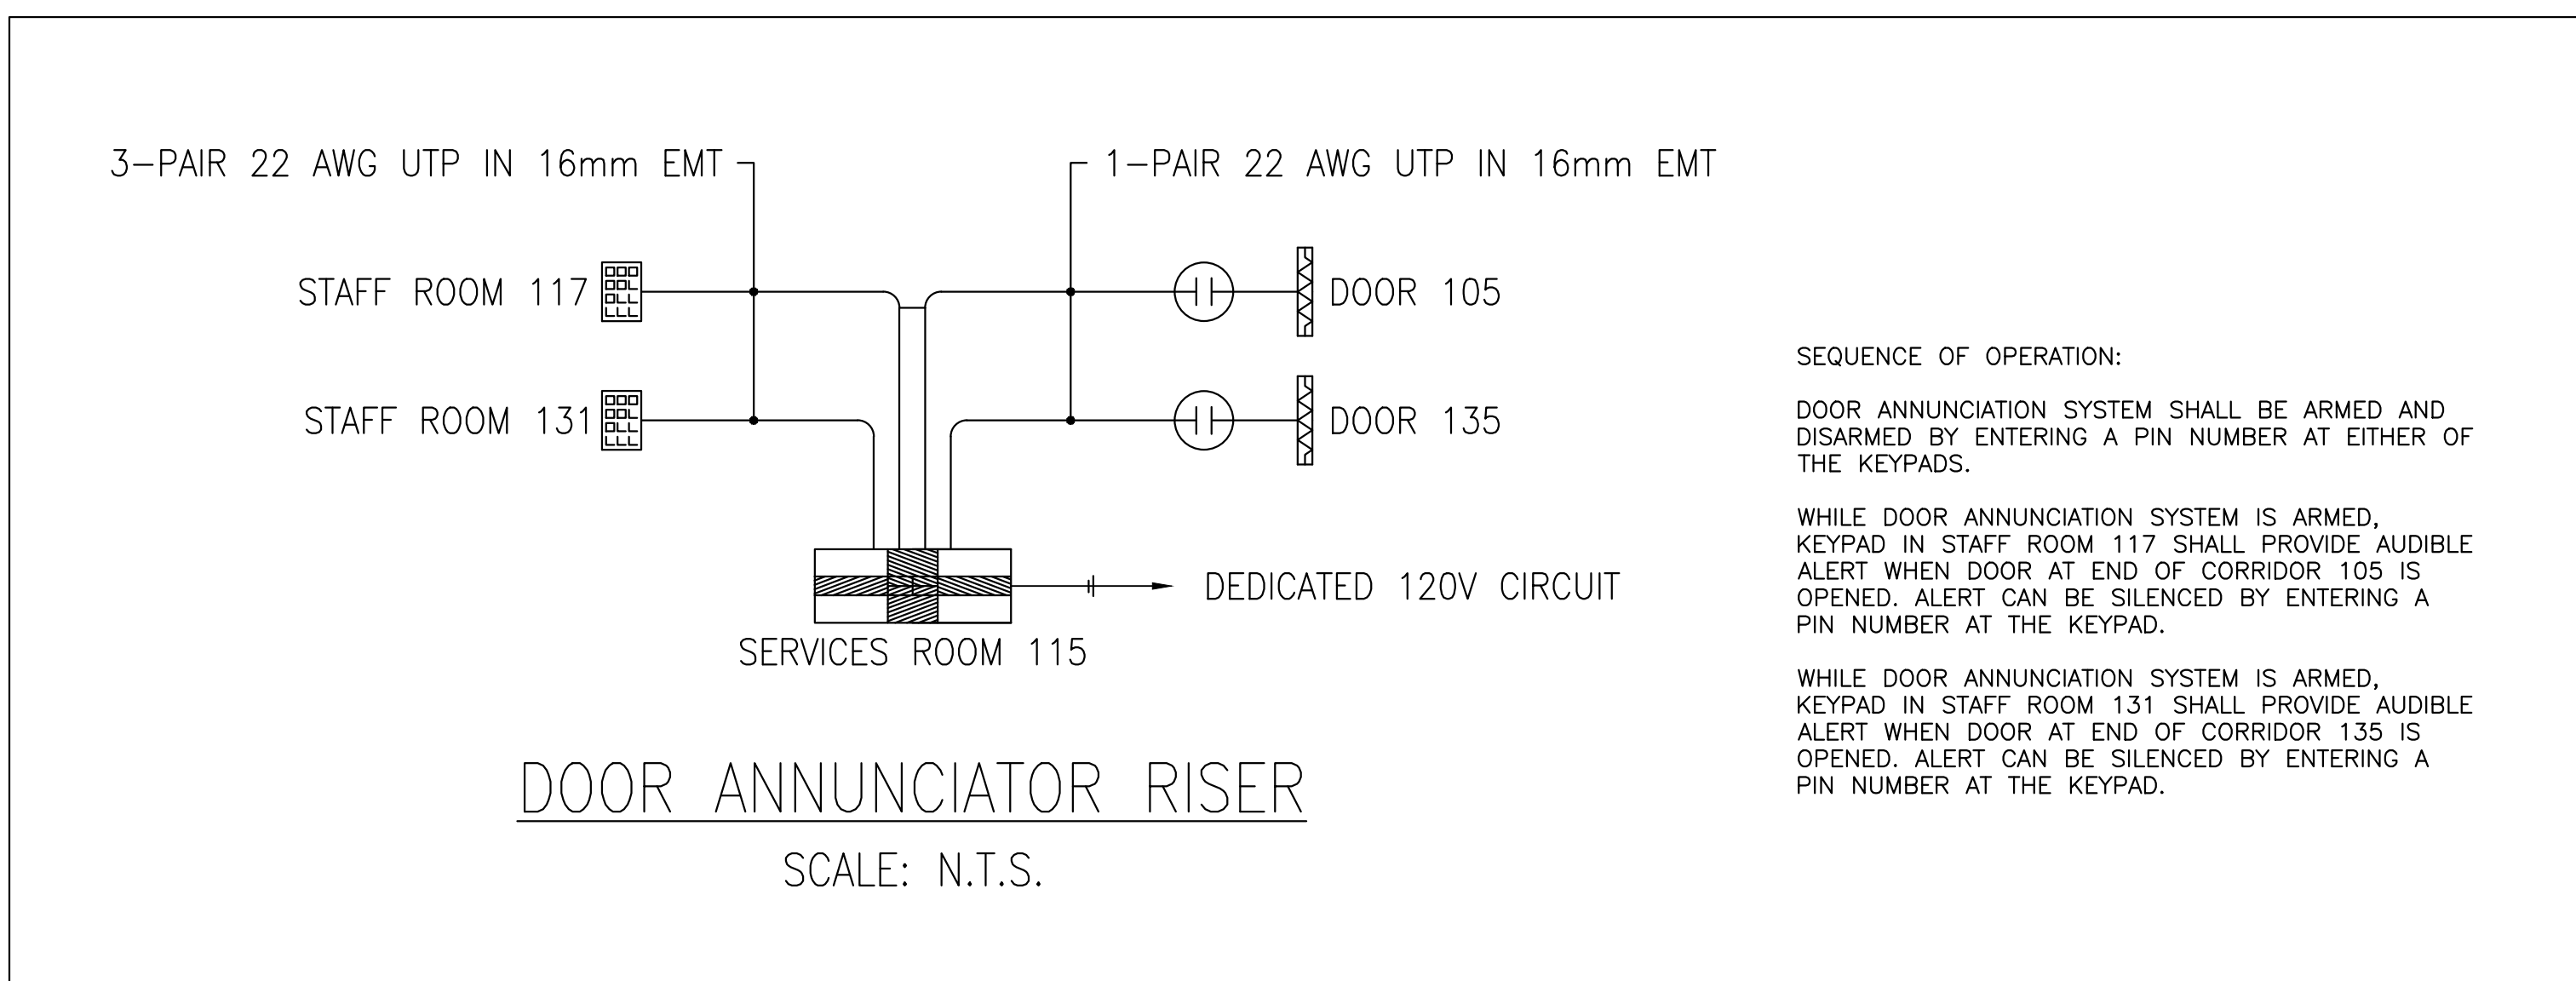 3-PAIR 22 AWG UTP IN 16mm EMT
1-PAIR 22 AWG UTP IN 16mm EMT
STAFF ROOM 117
DOOR 105
STAFF ROOM 131
DOOR 135
DEDICATED 120V CIRCUIT
SERVICES ROOM 115
DOOR ANNUNCIATOR RISER
SCALE: N.T.S.
SEQUENCE OF OPERATION:
DOOR ANNUNCIATION SYSTEM SHALL BE ARMED AND
DISARMED BY ENTERING A PIN NUMBER AT EITHER OF
THE KEYPADS.
WHILE DOOR ANNUNCIATION SYSTEM IS ARMED,
KEYPAD IN STAFF ROOM 117 SHALL PROVIDE AUDIBLE
ALERT WHEN DOOR AT END OF CORRIDOR 105 IS
OPENED. ALERT CAN BE SILENCED BY ENTERING A
PIN NUMBER AT THE KEYPAD.
WHILE DOOR ANNUNCIATION SYSTEM IS ARMED,
KEYPAD IN STAFF ROOM 131 SHALL PROVIDE AUDIBLE
ALERT WHEN DOOR AT END OF CORRIDOR 135 IS
OPENED. ALERT CAN BE SILENCED BY ENTERING A
PIN NUMBER AT THE KEYPAD.